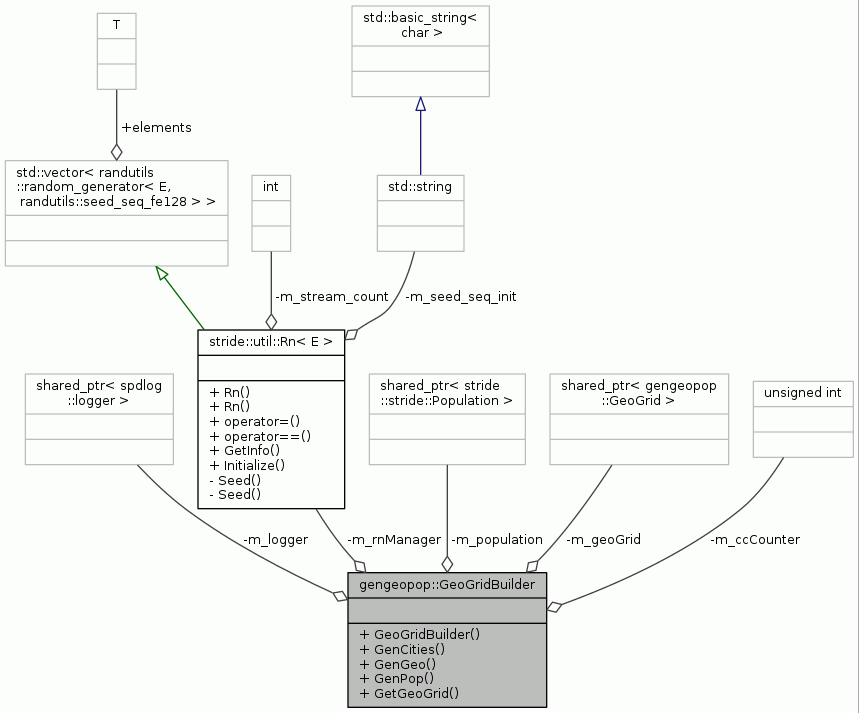 T
std::basic_string<
char >
+elements
std::vector< randutils
::random_generator< E,
randutils::seed_seq_fe128 > >
int
std::string
-m_stream_count
-m_seed_seq_init
stride::util::Rn< E >
+ Rn()
+ Rn()
+ operator=()
+ operator==()
+ GetInfo()
+ Initialize()
- Seed()
- Seed()
shared_ptr< spdlog
::logger >
shared_ptr< stride
::stride::Population >
shared_ptr< gengeopop
::GeoGrid >
unsigned int
-m_logger
-m_rnManager
-m_population
-m_geoGrid
-m_ccCounter
gengeopop::GeoGridBuilder
+ GeoGridBuilder()
+ GenCities()
+ GenGeo()
+ GenPop()
+ GetGeoGrid()